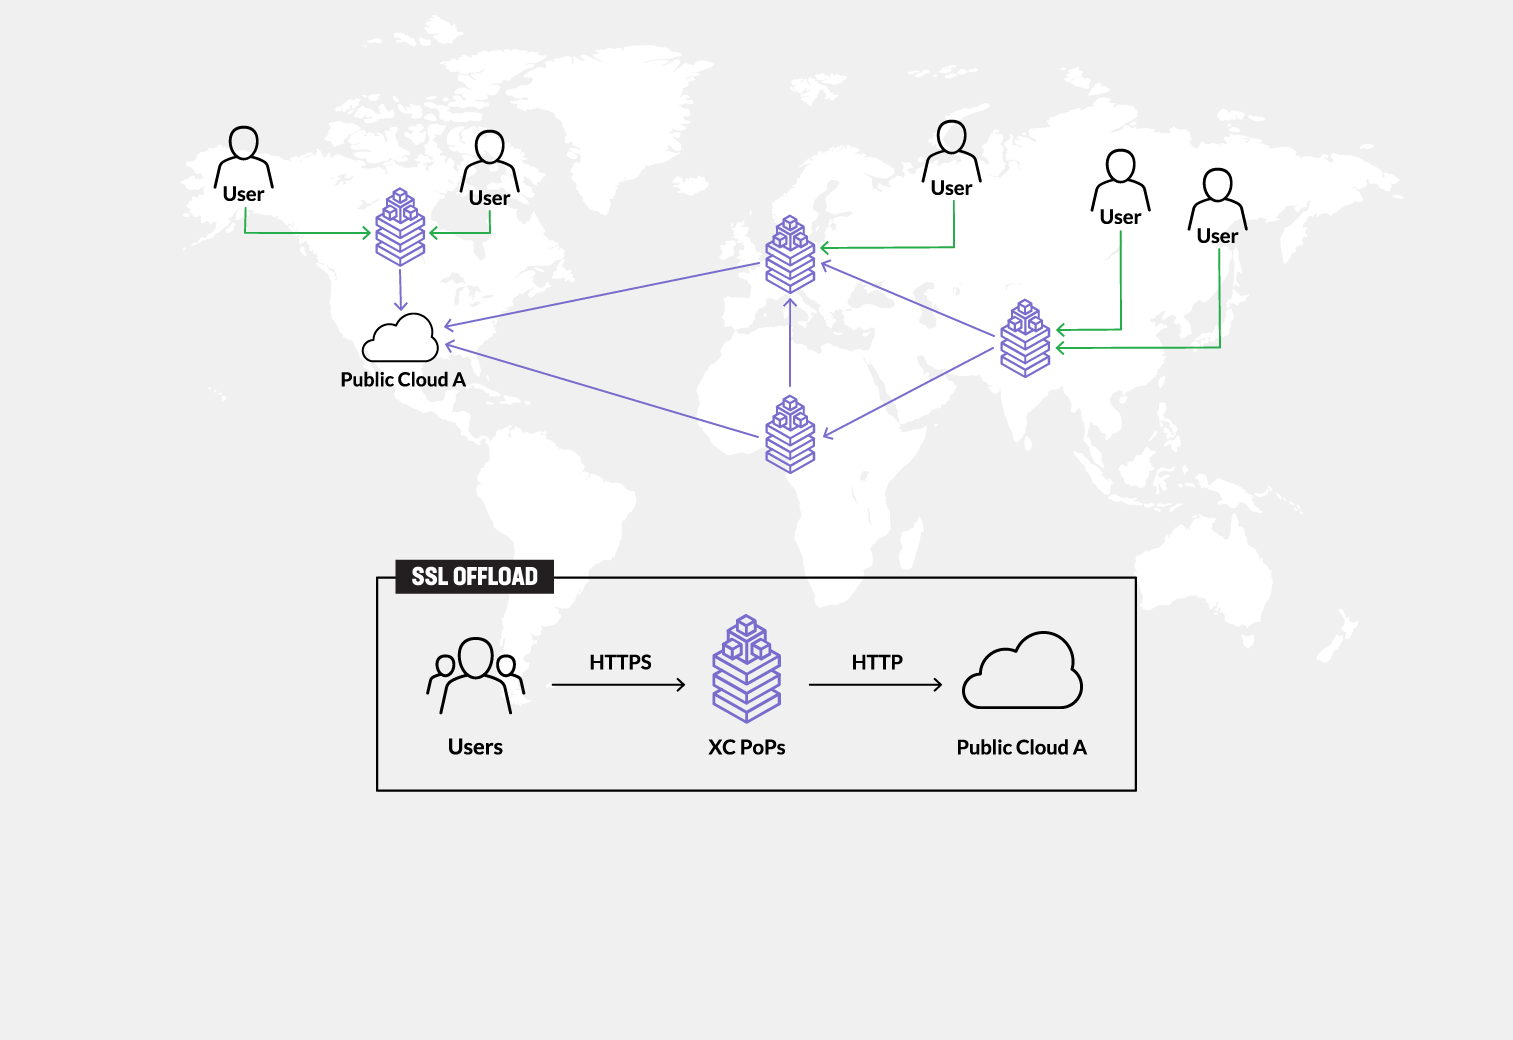 User
User
User
User
User
Public Cloud A
SSL OFFLOAD
HTTPS
HTTP
Users
XC PoPs
Public Cloud A